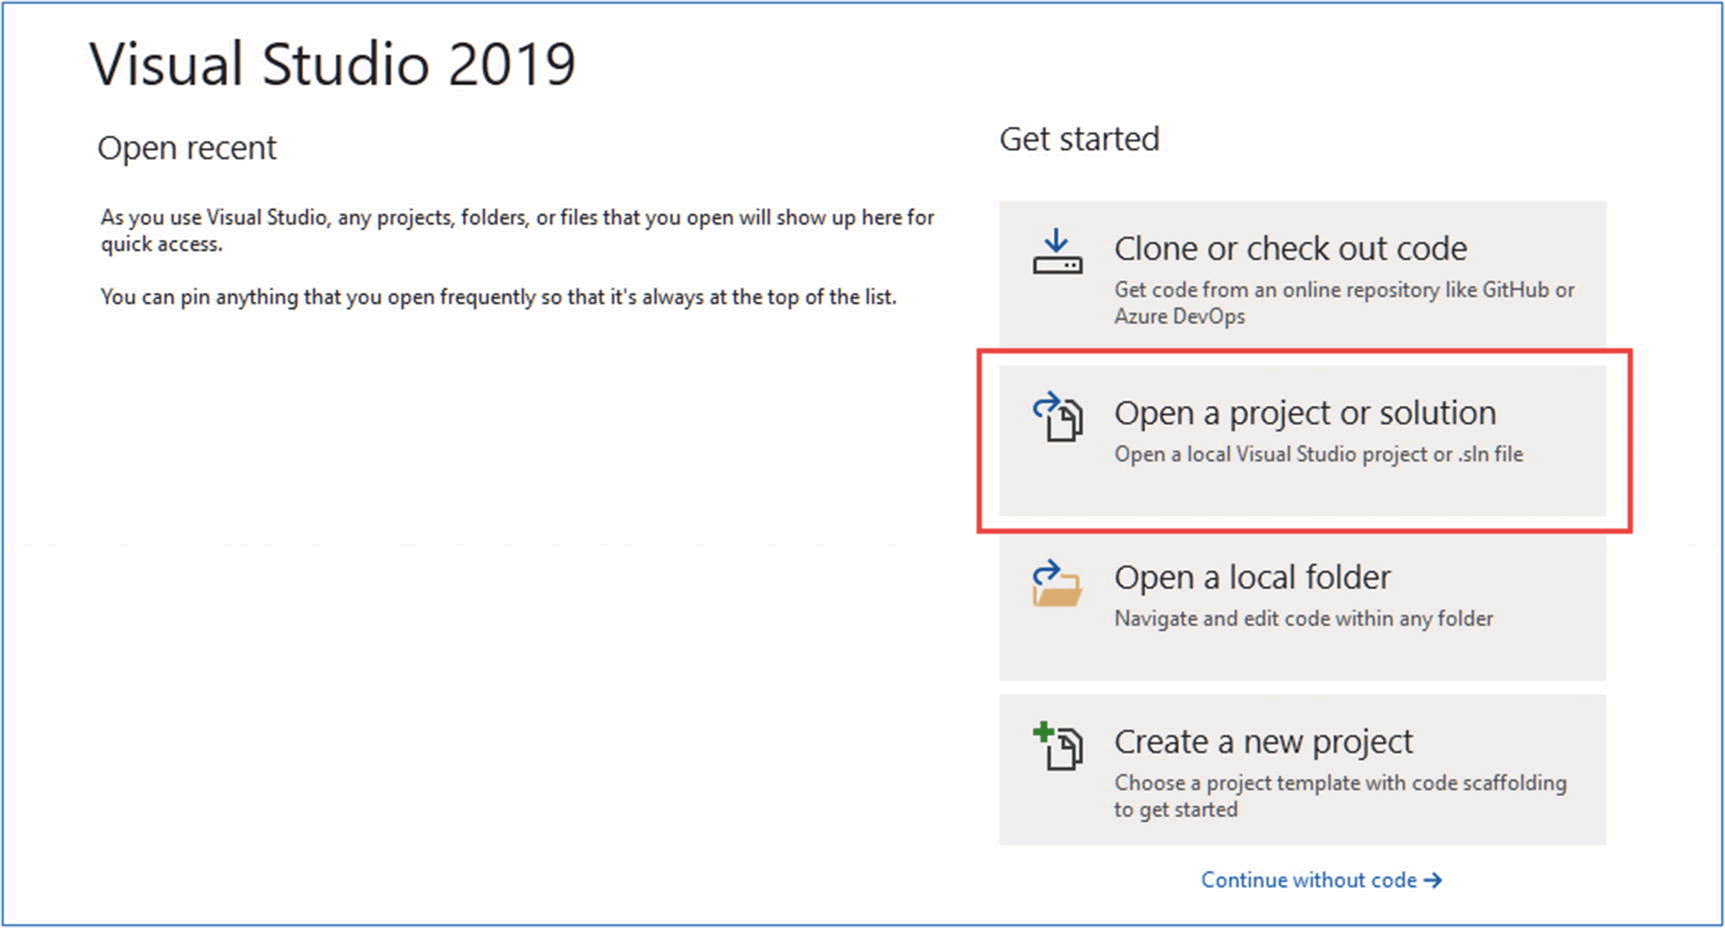 Visual Studio 2019
Open recent
As you use Visual Studio, any projects, folders, or files that you open will show up here for
quick access.
You can pin anything that you open frequently so that it's always at the top of the list.
Get started
Clone or check out code
Get code from an online repository like GitHub or
Azure DevOps
Open a project or solution
Open a local Visual Studio project or .sln file
Open a local folder
Navigate and edit code within any folder
Create a new project
Choose a project template with code scaffolding
to get started
Continue without code →